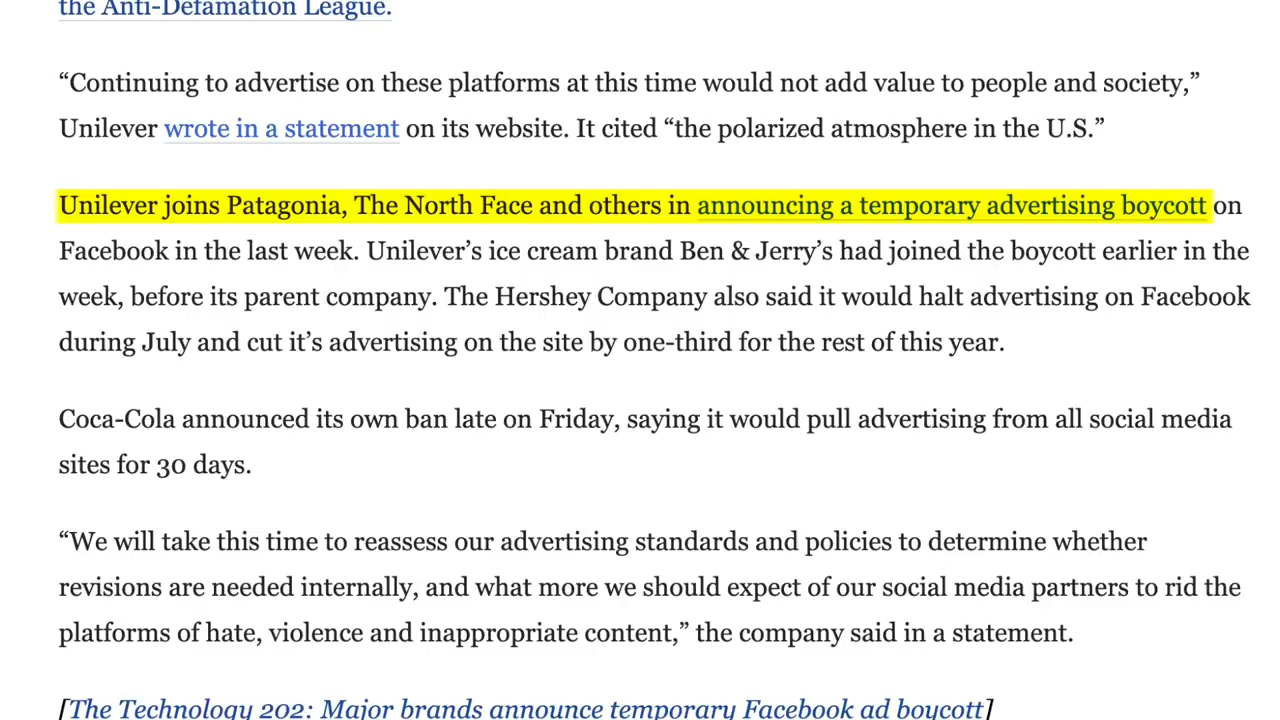 the Anti-Defamation League.
“Continuing to advertise on these platforms at this time would not add value to people and society,”
Unilever wrote in a statement on its website. It cited “the polarized atmosphere in the U.S.”
Unilever joins Patagonia, The North Face and others in announcing a temporary advertising boycott on
Facebook in the last week. Unilever’s ice cream brand Ben & Jerry’s had joined the boycott earlier in the
week, before its parent company. The Hershey Company also said it would halt advertising on Facebook
during July and cut it’s advertising on the site by one-third for the rest of this year.
Coca-Cola announced its own ban late on Friday, saying it would pull advertising from all social media
sites for 30 days.
“We will take this time to reassess our advertising standards and policies to determine whether
revisions are needed internally, and what more we should expect of our social media partners to rid the
platforms of hate, violence and inappropriate content,” the company said in a statement.
[The Technology 202: Major brands announce temporary Facebook ad boycott]